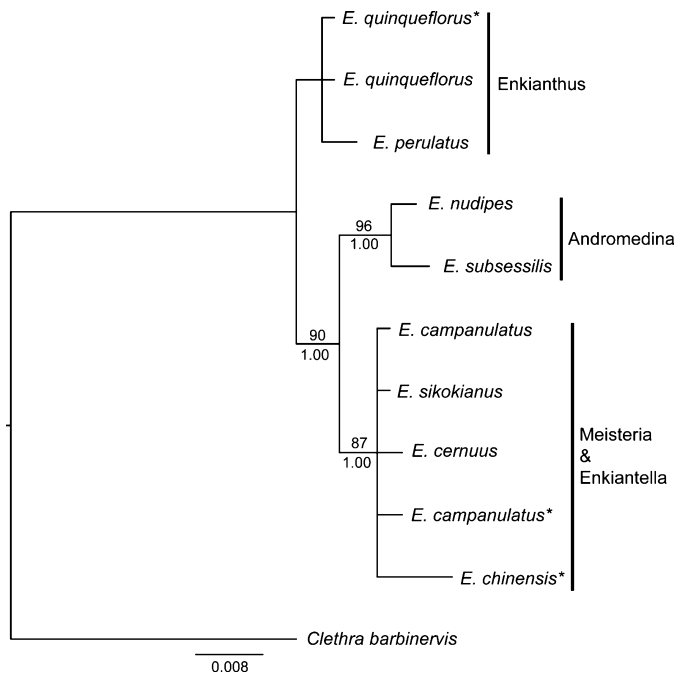 E. quinqueflorus*
E. quinqueflorus
Enkianthus
E. perulatus
E. nudipes
96
1.00
Andromedina
E. subsessilis
E. campanulatus
90
1.00
E. sikokianus
Meisteria
&
Enkiantella
87
1.00
E. cernuus
E. campanulatus*
E. chinensis*
Clethra barbinervis
0.008